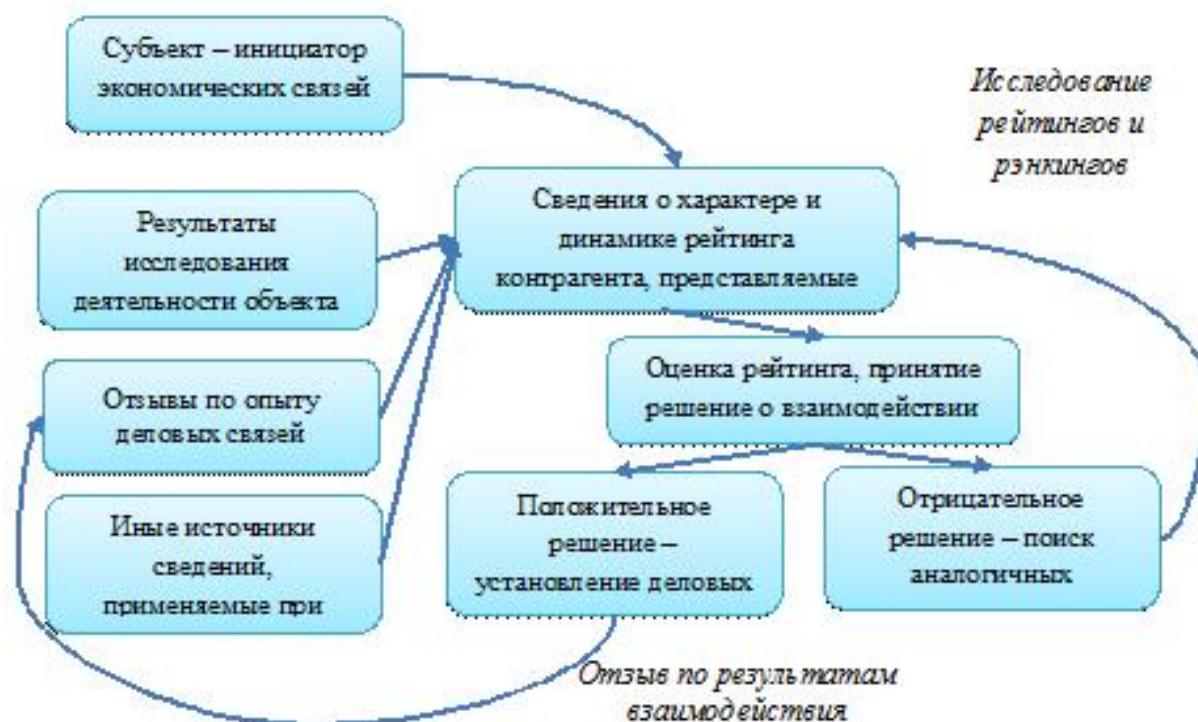 Субъект – инициатор
экономических связей
Исследование
рейтингов и
рэнкингов
Сведения о характере и
динамике рейтинга
контрагента, представляемые
Результаты
исследования
деятельности объекта
Оценка рейтинга, принятие
решение о взаимодействии
Отзывы по опыту
деловых связей
Положительное
решение –
установление деловых
Отрицательное
решение – поиск
аналогичных
Иные источники
сведений,
применяемые при
Отзыв по результатам
взаимодействия